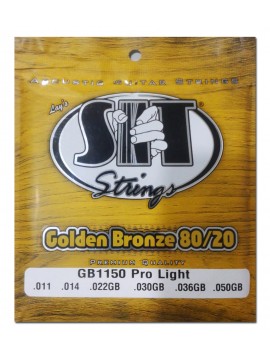 ACOUSTIC GUITAR STRINGS
SIT
Strings
Golden Bronze 80/20
PREMIUM QUALITY
GB1150 Pro Light
.011 .014 .022GB .030GB .036GB .050GB